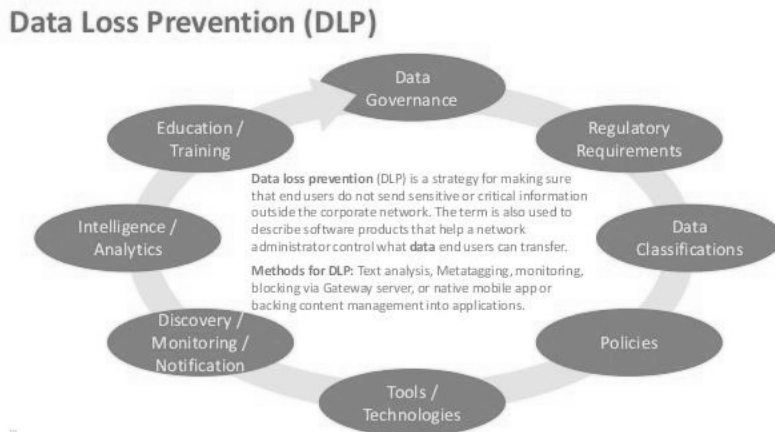 Data Loss Prevention (DLP)
Data
Governance
Regulatory
Requirements
Data
Classifications
Policies
Tools /
Technologies
Discovery /
Monitoring /
Notification
Intelligence /
Analytics
Education /
Training
Data loss prevention (DLP) is a strategy for making sure
that end users do not send sensitive or critical information
outside the corporate network. The term is also used to
describe software products that help a network
administrator control what data end users can transfer.
Methods for DLP: Text analysis, Metatagging, monitoring,
blocking via Gateway server, or native mobile app or
backing content management into applications.